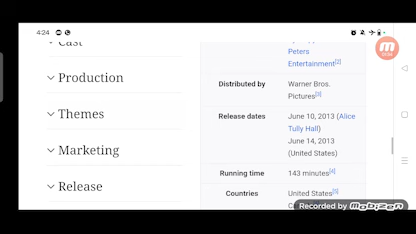 4:24
Cast
Production
Themes
Marketing
Release
Peters
Entertainment[2]
Distributed by
Warner Bros.
Pictures[3]
Release dates
June 10, 2013 (Alice
Tully Hall)
June 14, 2013
(United States)
Running time
143 minutes[4]
Countries
United States[5]
Recorded by Mobizen